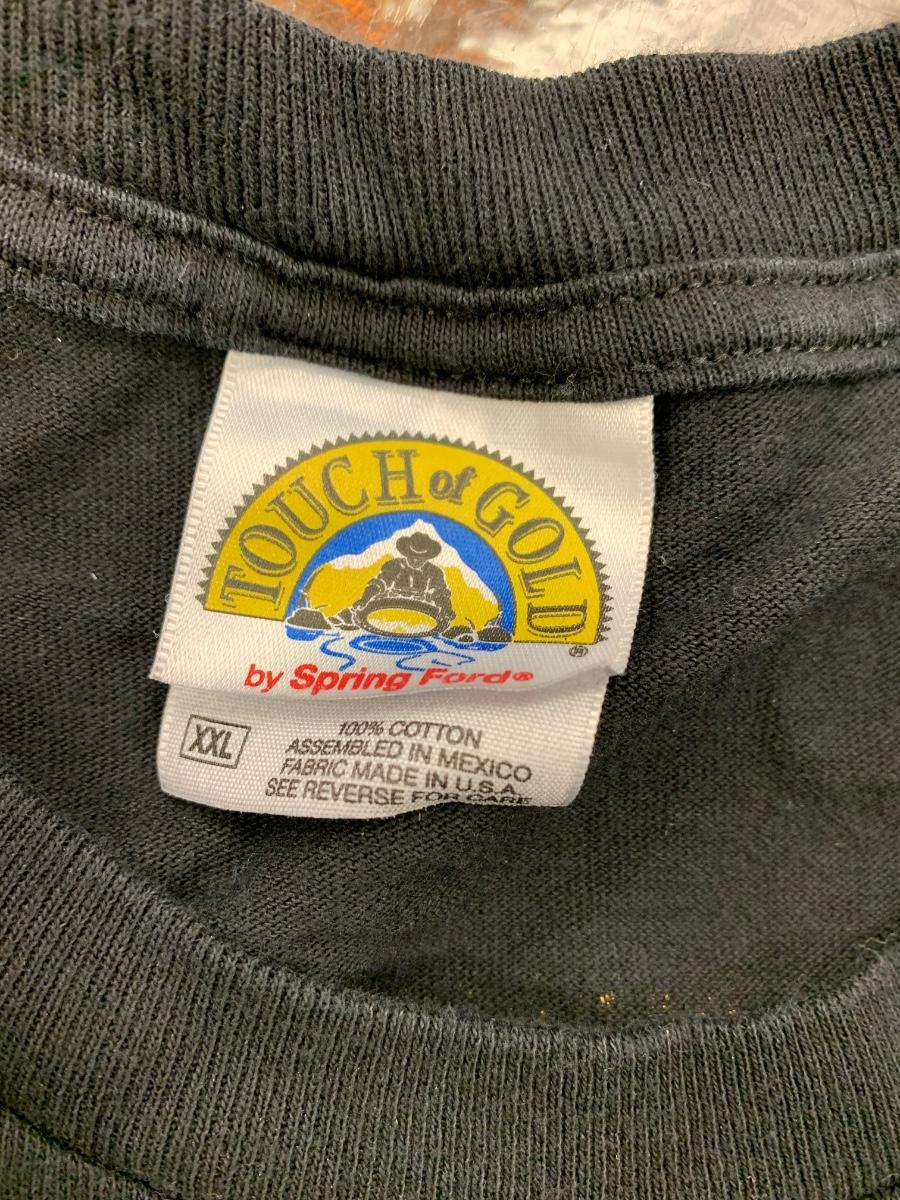 TOUCH of GOLD®
by Spring Ford®
XXL
100% COTTON
ASSEMBLED IN MEXICO
FABRIC MADE IN U.S.A.
SEE REVERSE FOR CARE